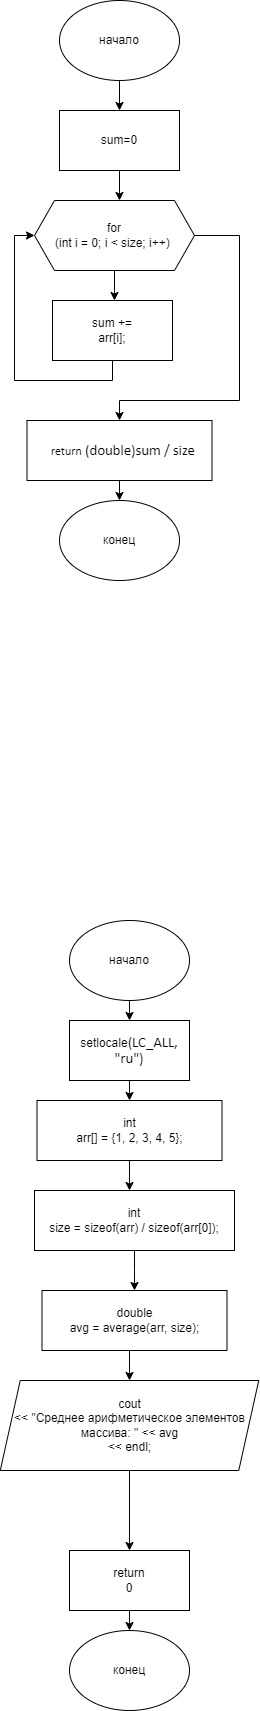 начало
sum=0
for
(int i = 0; i < size; i++)
sum +=
arr[i];
return (double)sum / size
конец
начало
setlocale(LC_ALL,
"ru")
int
arr[] = {1, 2, 3, 4, 5};
int
size = sizeof(arr) / sizeof(arr[0]);
double
avg = average(arr, size);
cout
<< "Среднее арифметическое элементов
массива: " << avg
<< endl;
return
0
конец